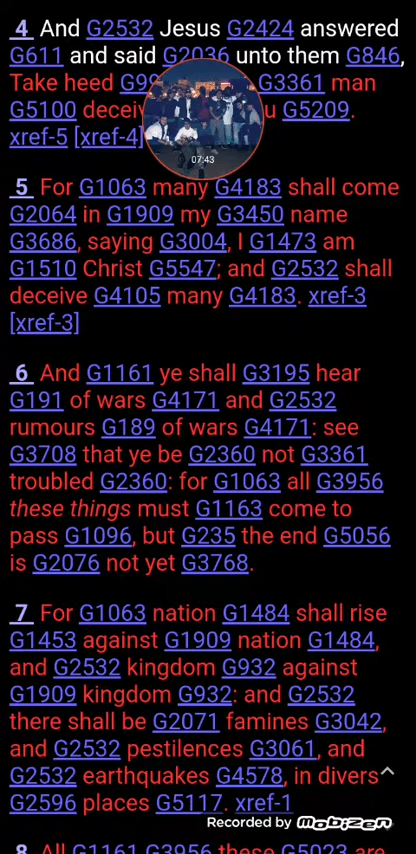 4 And G2532 Jesus G2424 answered
G611 and said G2036 unto them G846,
Take heed G3361 man
G5100 u G5209.
xref-5 [xref-4]
07:43
5 For G1063 many G4183 shall come
G2064 in G1909 my G3450 name
G3686, saying G3004, I G1473 am
G1510 Christ G5547; and G2532 shall
deceive G4105 many G4183. xref-3
[xref-3]
6 And G1161 ye shall G3195 hear
G191 of wars G4171 and G2532
rumours G189 of wars G4171: see
G3708 that ye be G2360 not G3361
troubled G2360: for G1063 all G3956
these things must G1163 come to
pass G1096, but G235 the end G5056
is G2076 not yet G3768.
7 For G1063 nation G1484 shall rise
G1453 against G1909 nation G1484,
and G2532 kingdom G932 against
G1909 kingdom G932: and G2532
there shall be G2071 famines G3042,
and G2532 pestilences G3061, and
G2532 earthquakes G4578, in divers
G2596 places G5117. xref-1
Recorded by mobizen
8 All G1161 G3956 these G5023 are